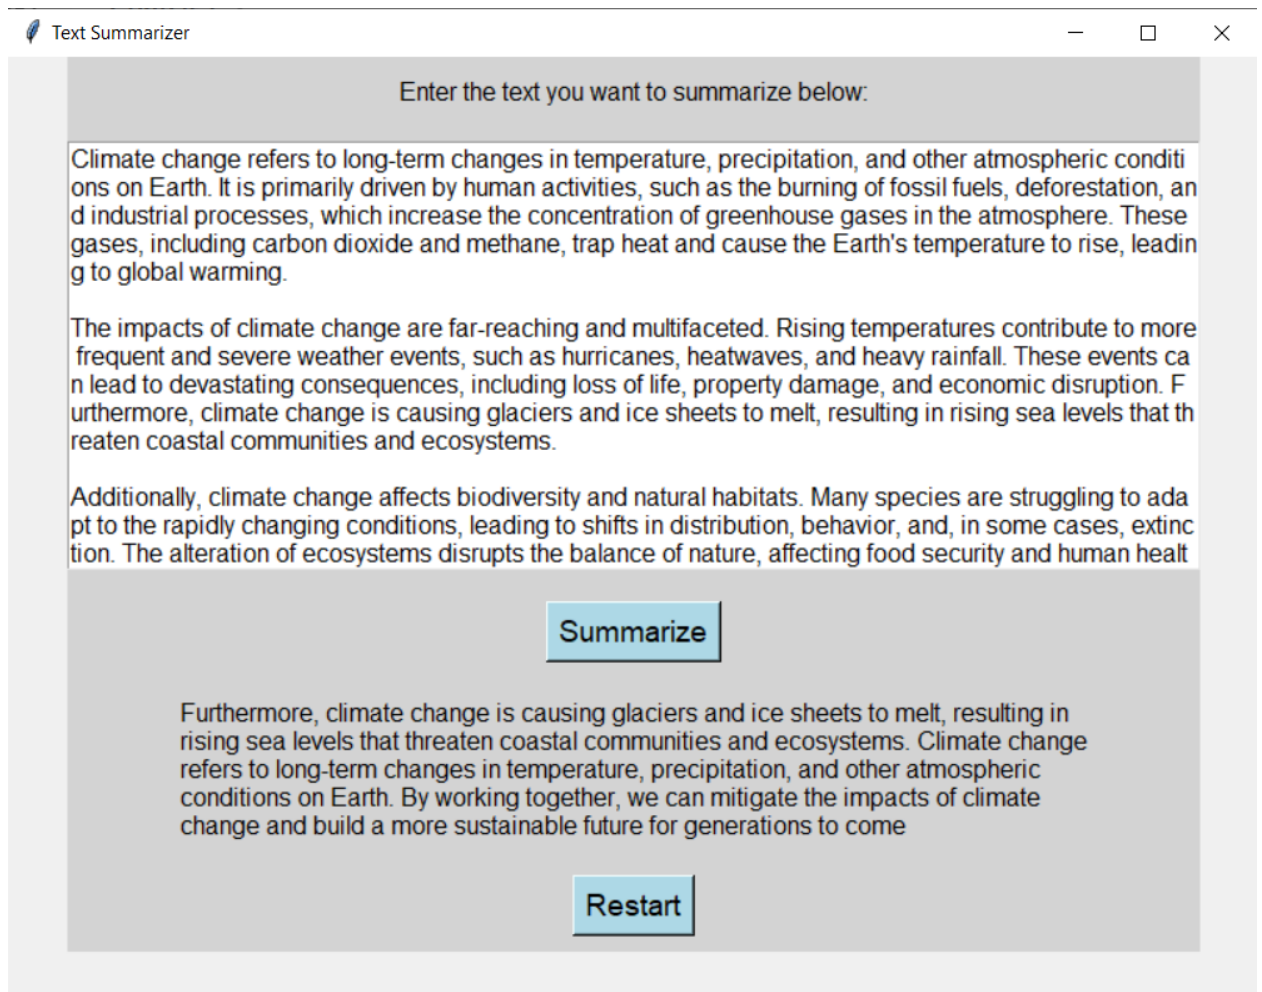 Text Summarizer
Enter the text you want to summarize below:
Climate change refers to long-term changes in temperature, precipitation, and other atmospheric conditi
ons on Earth. It is primarily driven by human activities, such as the burning of fossil fuels, deforestation, an
d industrial processes, which increase the concentration of greenhouse gases in the atmosphere. These
gases, including carbon dioxide and methane, trap heat and cause the Earth's temperature to rise, leadin
g to global warming.
The impacts of climate change are far-reaching and multifaceted. Rising temperatures contribute to more
frequent and severe weather events, such as hurricanes, heatwaves, and heavy rainfall. These events ca
n lead to devastating consequences, including loss of life, property damage, and economic disruption. F
urthermore, climate change is causing glaciers and ice sheets to melt, resulting in rising sea levels that th
reaten coastal communities and ecosystems.
Additionally, climate change affects biodiversity and natural habitats. Many species are struggling to ada
pt to the rapidly changing conditions, leading to shifts in distribution, behavior, and, in some cases, extinc
tion. The alteration of ecosystems disrupts the balance of nature, affecting food security and human healt
Summarize
Furthermore, climate change is causing glaciers and ice sheets to melt, resulting in
rising sea levels that threaten coastal communities and ecosystems. Climate change
refers to long-term changes in temperature, precipitation, and other atmospheric
conditions on Earth. By working together, we can mitigate the impacts of climate
change and build a more sustainable future for generations to come
Restart